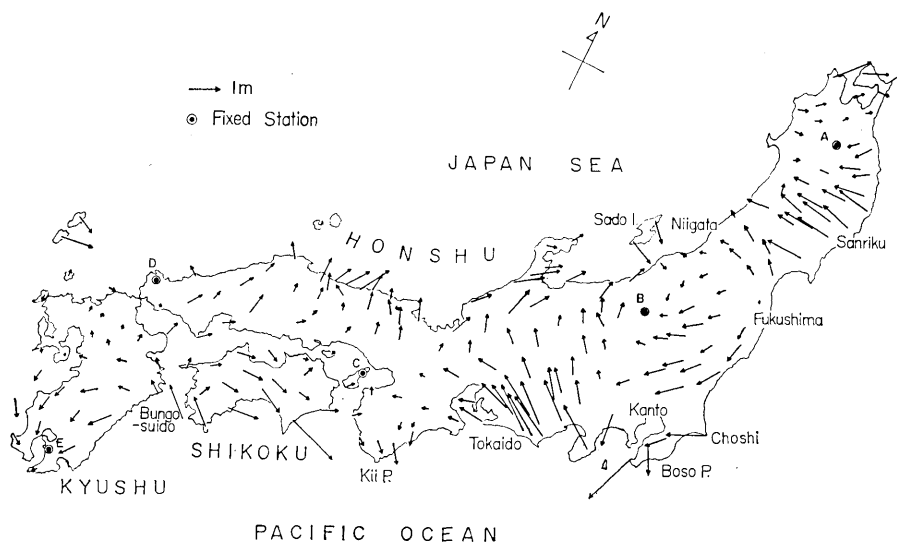 N
1m
Fixed Station
A
JAPAN SEA
Sado I.
Niigata
HONSHU
Sanriku
D
B
Fukushima
C
Bungo
-suido
Kanto
Tokaido
Choshi
E
SHIKOKU
Kii P.
Boso P.
KYUSHU
PACIFIC OCEAN